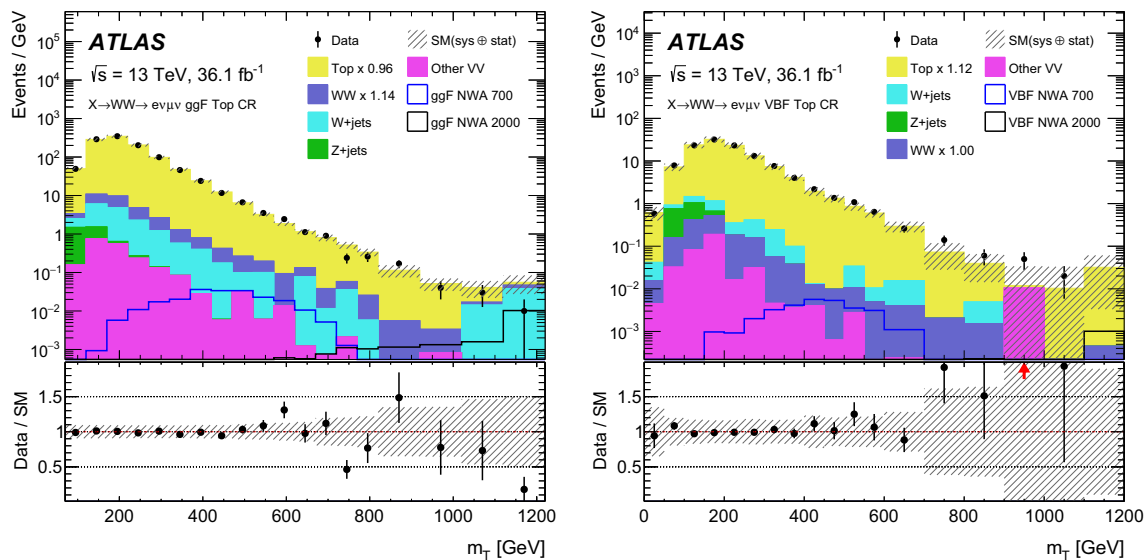 Events / GeV
10⁵
10⁴
10³
10²
10
1
10⁻¹
10⁻²
10⁻³
ATLAS
√s = 13 TeV, 36.1 fb⁻¹
X→WW→ eνμν ggF Top CR
Data
SM(sys ⊕ stat)
Top x 0.96
Other VV
WW x 1.14
ggF NWA 700
W+jets
ggF NWA 2000
Z+jets
Data / SM
1.5
1
0.5
200 400 600 800 1000 1200
m_T [GeV]
Events / GeV
10⁴
10³
10²
10
1
10⁻¹
10⁻²
10⁻³
ATLAS
√s = 13 TeV, 36.1 fb⁻¹
X→WW→ eνμν VBF Top CR
Data
SM(sys ⊕ stat)
Top x 1.12
Other VV
W+jets
VBF NWA 700
Z+jets
VBF NWA 2000
WW x 1.00
Data / SM
1.5
1
0.5
0 200 400 600 800 1000 1200
m_T [GeV]